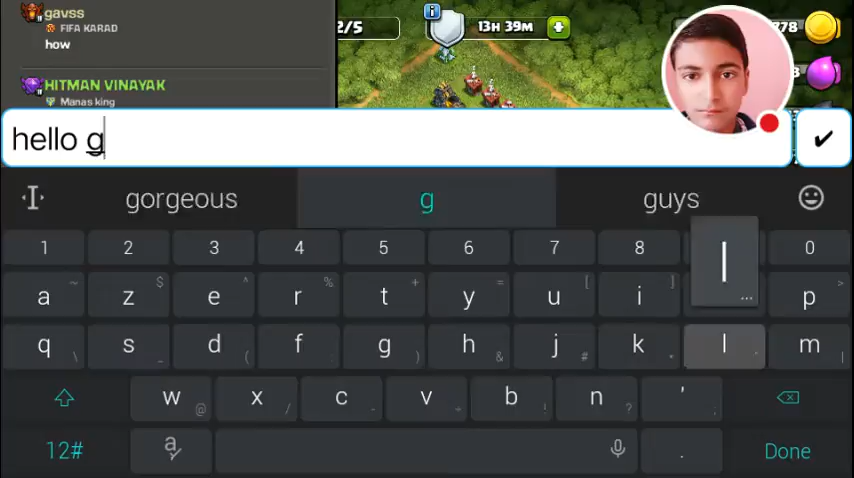 gavss
FIFA KARAD
how
HITMAN VINAYAK
Manas king
2/5
13h 39m
778
hello g
gorgeous g guys
1 2 3 4 5 6 7 8 0
a ~ z $ e ^ r % t + y = u [ i ] p >
q \ s _ d ( f : g ) h & j # k * l m |
l ...
w @ x / c - v b ! n ? ' ;
12# a . Done